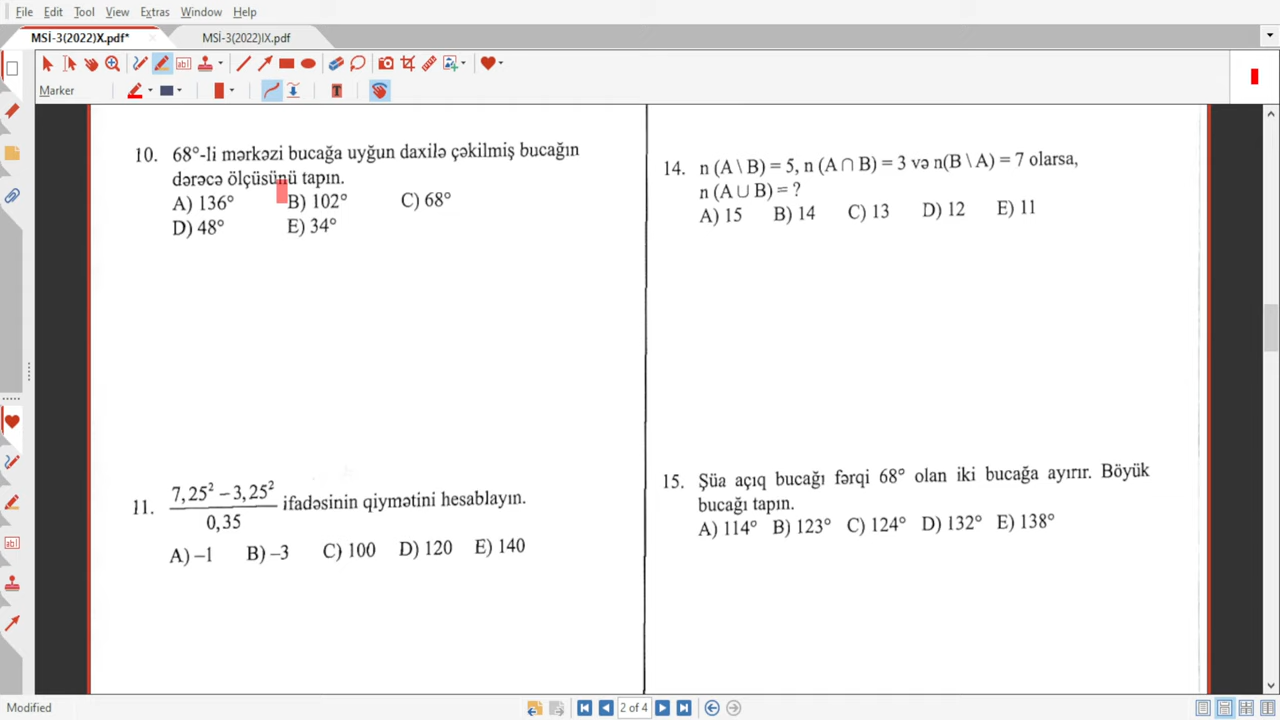 File Edit Tool View Extras Window Help
MSİ-3(2022)X.pdf*
MSİ-3(2022)IX.pdf
Marker
10. 68°-li mərkəzi bucağa uyğun daxilə çəkilmiş bucağın
dərəcə ölçüsünü tapın.
A) 136° B) 102° C) 68°
D) 48° E) 34°
11. 7,25² – 3,25² / 0,35 ifadəsinin qiymətini hesablayın.
A) –1 B) –3 C) 100 D) 120 E) 140
14. n (A \ B) = 5, n (A ∩ B) = 3 və n(B \ A) = 7 olarsa,
n (A ∪ B) = ?
A) 15 B) 14 C) 13 D) 12 E) 11
15. Şüa açıq bucağı fərqi 68° olan iki bucağa ayırır. Böyük
bucağı tapın.
A) 114° B) 123° C) 124° D) 132° E) 138°
Modified
2 of 4